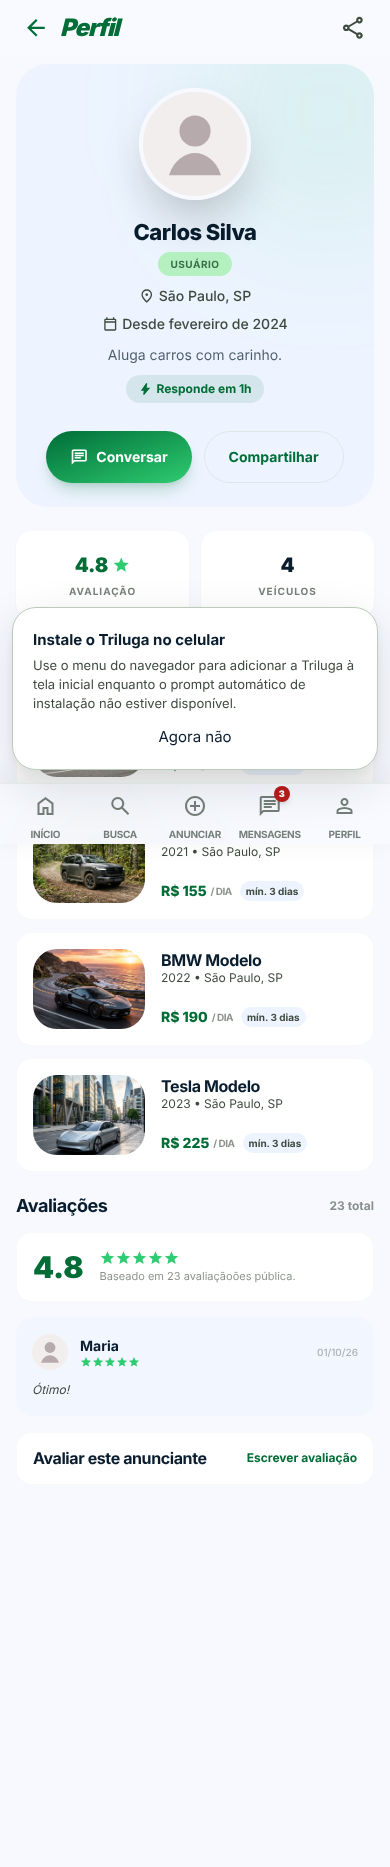 Perfil
Carlos Silva
USUÁRIO
São Paulo, SP
Desde fevereiro de 2024
Aluga carros com carinho.
Responde em 1h
Conversar
Compartilhar
4.8
AVALIAÇÃO
4
VEÍCULOS
Instale o Triluga no celular
Use o menu do navegador para adicionar a Triluga à
tela inicial enquanto o prompt automático de
instalação não estiver disponível.
Agora não
3
INÍCIO
BUSCA
ANUNCIAR
MENSAGENS
PERFIL
2021 • São Paulo, SP
R$ 155 / DIA mín. 3 dias
BMW Modelo
2022 • São Paulo, SP
R$ 190 / DIA mín. 3 dias
Tesla Modelo
2023 • São Paulo, SP
R$ 225 / DIA mín. 3 dias
Avaliações
23 total
4.8
Baseado em 23 avaliaçãoões pública.
Maria
01/10/26
Ótimo!
Avaliar este anunciante
Escrever avaliação